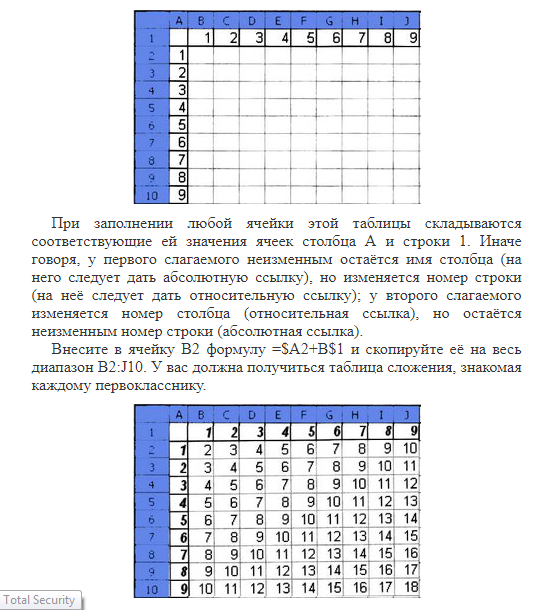 A B C D E F G H I J
1 1 2 3 4 5 6 7 8 9
2 1
3 2
4 3
5 4
6 5
7 6
8 7
9 8
10 9
При заполнении любой ячейки этой таблицы складываются
соответствующие ей значения ячеек столбца А и строки 1. Иначе
говоря, у первого слагаемого неизменным остаётся имя столбца (на
него следует дать абсолютную ссылку), но изменяется номер строки
(на неё следует дать относительную ссылку); у второго слагаемого
изменяется номер столбца (относительная ссылка), но остаётся
неизменным номер строки (абсолютная ссылка).
Внесите в ячейку В2 формулу =$A2+B$1 и скопируйте её на весь
диапазон B2:J10. У вас должна получиться таблица сложения, знакомая
каждому первокласснику.
A B C D E F G H I J
1 1 2 3 4 5 6 7 8 9
2 1 2 3 4 5 6 7 8 9 10
3 2 3 4 5 6 7 8 9 10 11
4 3 4 5 6 7 8 9 10 11 12
5 4 5 6 7 8 9 10 11 12 13
6 5 6 7 8 9 10 11 12 13 14
7 6 7 8 9 10 11 12 13 14 15
8 7 8 9 10 11 12 13 14 15 16
9 8 9 10 11 12 13 14 15 16 17
10 9 10 11 12 13 14 15 16 17 18
Total Security